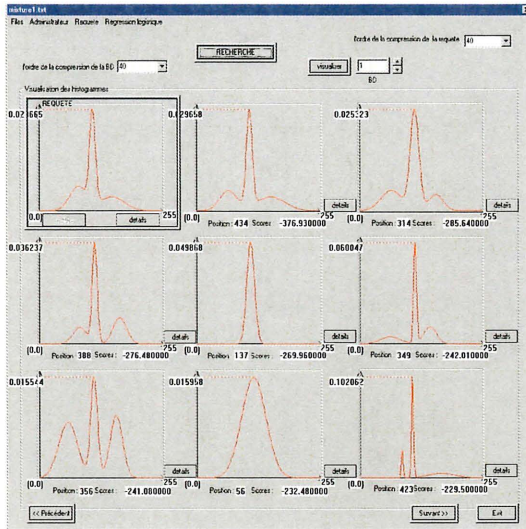 mixture1.txt
Files Administrateur Requete Regression logistique
l'ordre de la compression de la requete 40
RECHERCHE
l'ordre de la compression de la BD 40
visualiser 1
BD
Visualisation des histogrammes
REQUETE
0.029658 0.025323
(0.0) details 255
(0.0) details 255
Position : 434 Scores : -376.930000
(0.0) details 255
Position : 314 Scores : -285.640000
0.036237 0.049868 0.060047
(0.0) details 255
Position : 388 Scores : -276.480000
(0.0) details 255
Position : 137 Scores : -269.960000
(0.0) details 255
Position : 349 Scores : -242.010000
0.015544 0.015958 0.102062
(0.0) details 255
Position : 356 Scores : -241.080000
(0.0) details 255
Position : 56 Scores : -232.480000
(0.0) details 255
Position : 423 Scores : -229.500000
<< Précédent Suivant >> Exit